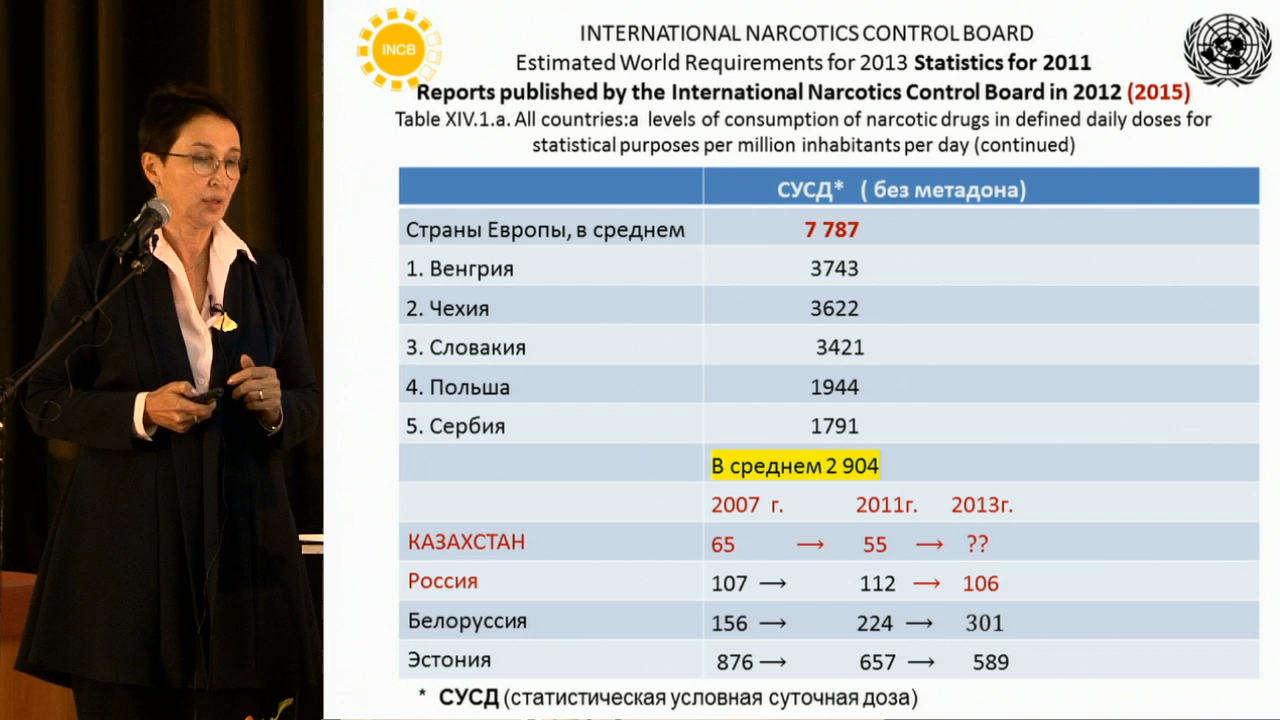 INCB
INTERNATIONAL NARCOTICS CONTROL BOARD
Estimated World Requirements for 2013 Statistics for 2011
Reports published by the International Narcotics Control Board in 2012 (2015)
Table XIV.1.a. All countries:a levels of consumption of narcotic drugs in defined daily doses for
statistical purposes per million inhabitants per day (continued)
СУСД* ( без метадона)
Страны Европы, в среднем 7 787
1. Венгрия 3743
2. Чехия 3622
3. Словакия 3421
4. Польша 1944
5. Сербия 1791
В среднем 2 904
2007 г. 2011г. 2013г.
КАЗАХСТАН 65 → 55 → ??
Россия 107 → 112 → 106
Белоруссия 156 → 224 → 301
Эстония 876 → 657 → 589
* СУСД (статистическая условная суточная доза)